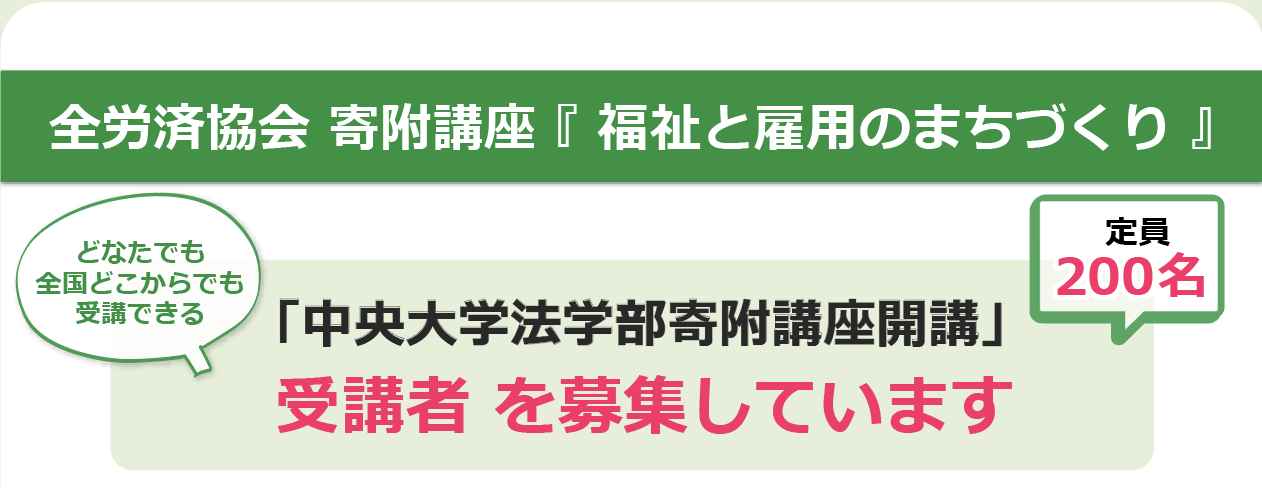 全労済協会 寄附講座『 福祉と雇用のまちづくり 』
どなたでも
全国どこからでも
受講できる
定員
200名
「中央大学法学部寄附講座開講」
受講者 を募集しています